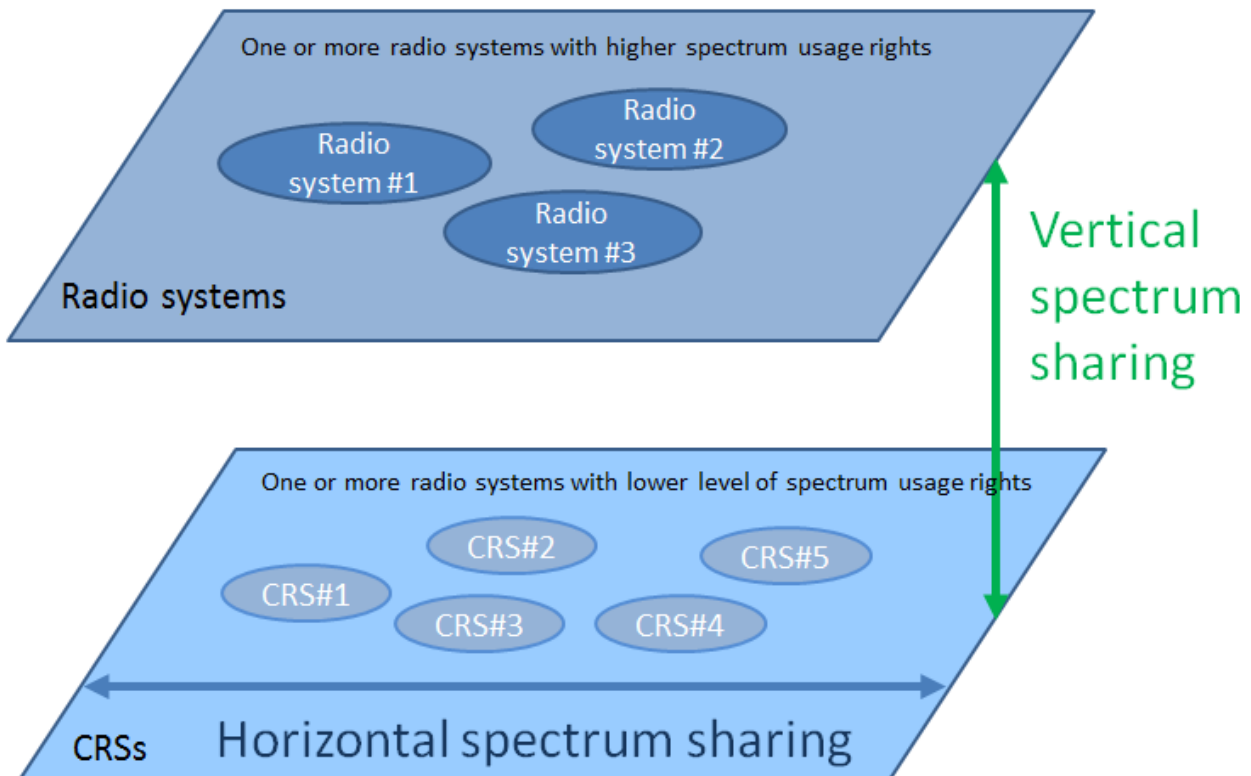 One or more radio systems with higher spectrum usage rights
Radio
system #1
Radio
system #2
Radio
system #3
Radio systems
Vertical
spectrum
sharing
One or more radio systems with lower level of spectrum usage rights
CRS#1
CRS#2
CRS#3
CRS#4
CRS#5
CRSs
Horizontal spectrum sharing